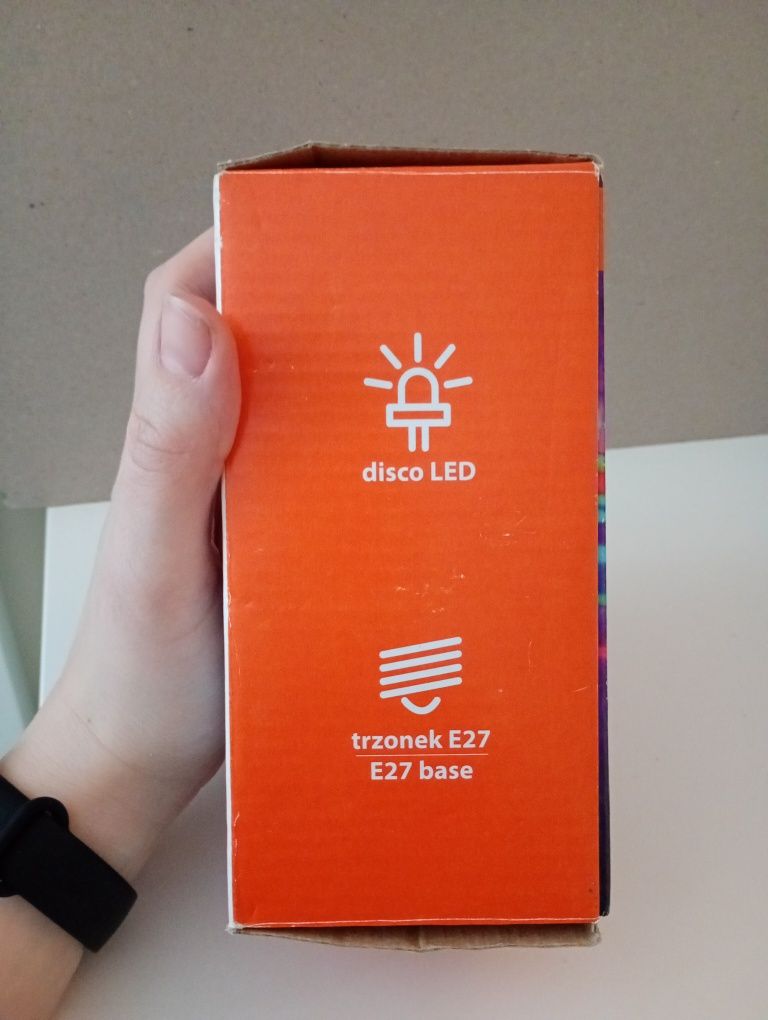 disco LED
trzonek E27
E27 base